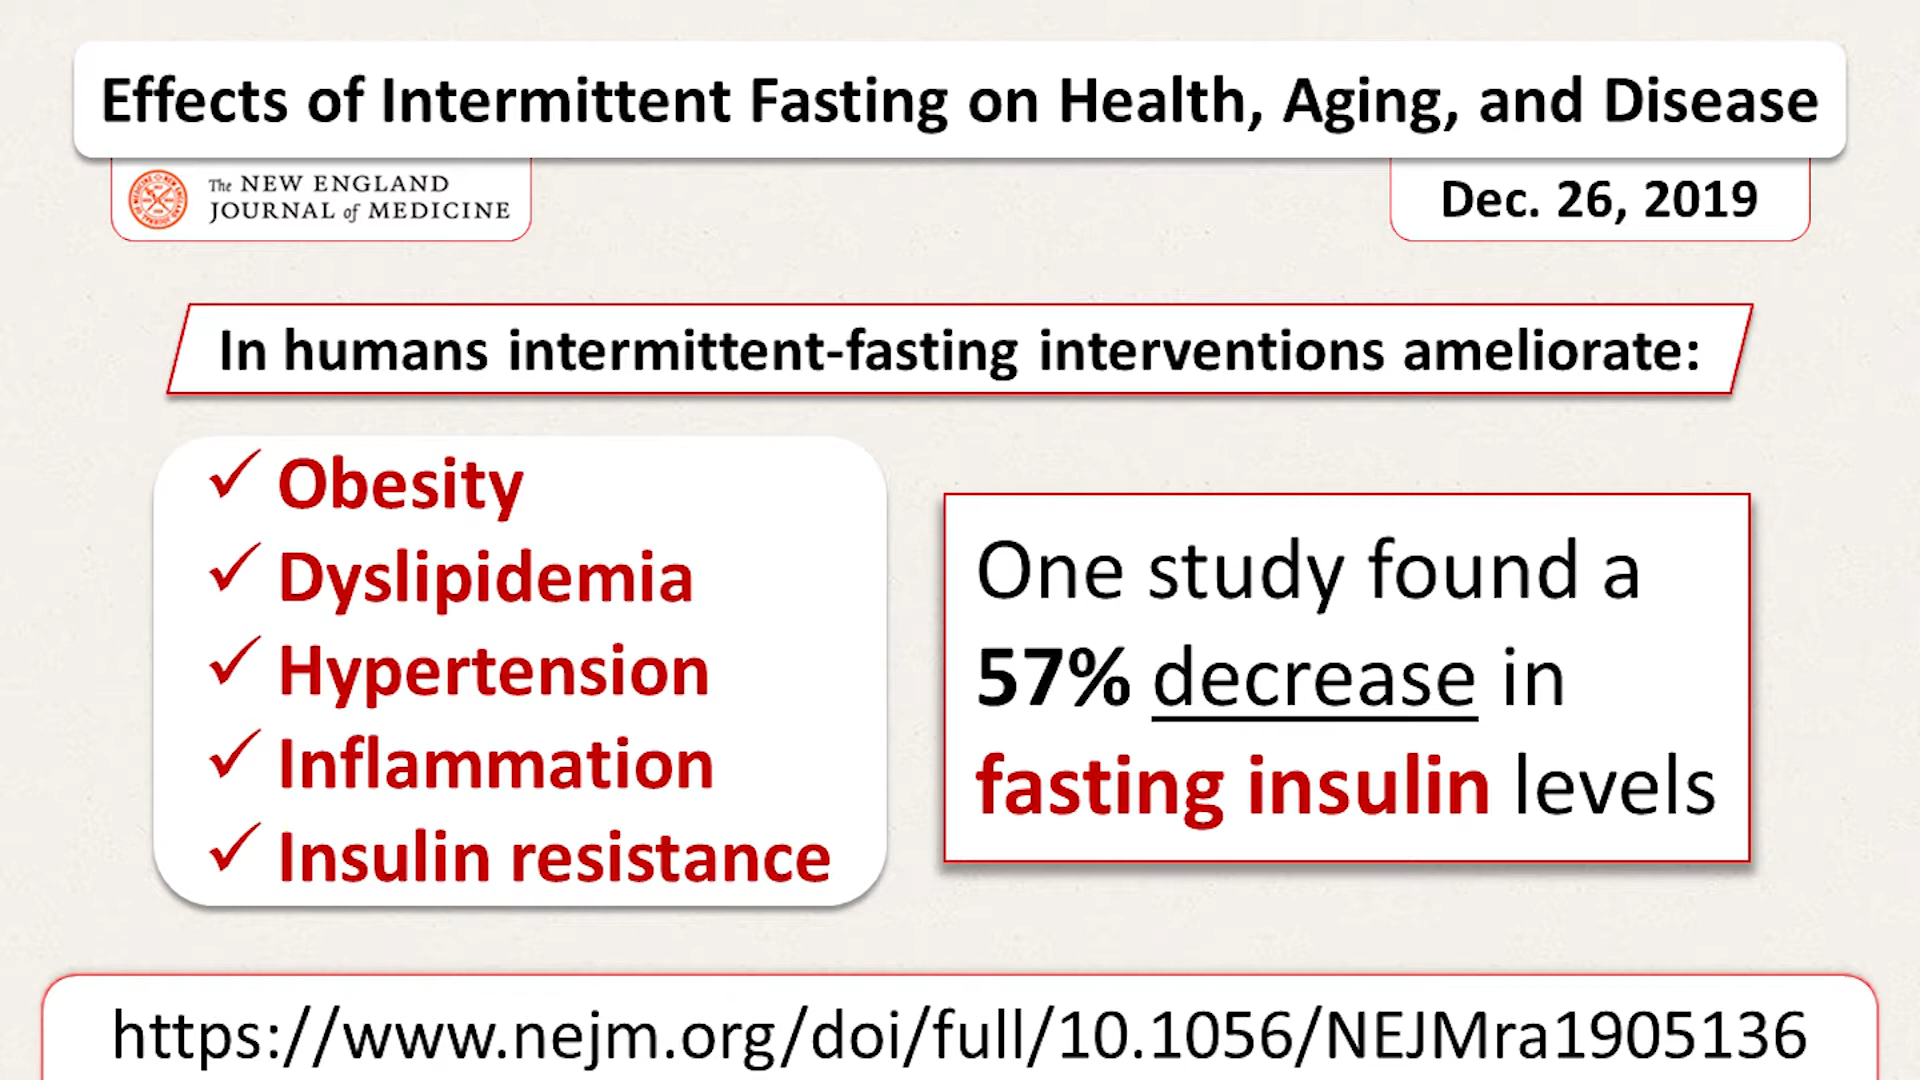 Effects of Intermittent Fasting on Health, Aging, and Disease
The NEW ENGLAND
JOURNAL of MEDICINE
Dec. 26, 2019
In humans intermittent-fasting interventions ameliorate:
✓ Obesity
✓ Dyslipidemia
✓ Hypertension
✓ Inflammation
✓ Insulin resistance
One study found a
57% decrease in
fasting insulin levels
https://www.nejm.org/doi/full/10.1056/NEJMra1905136